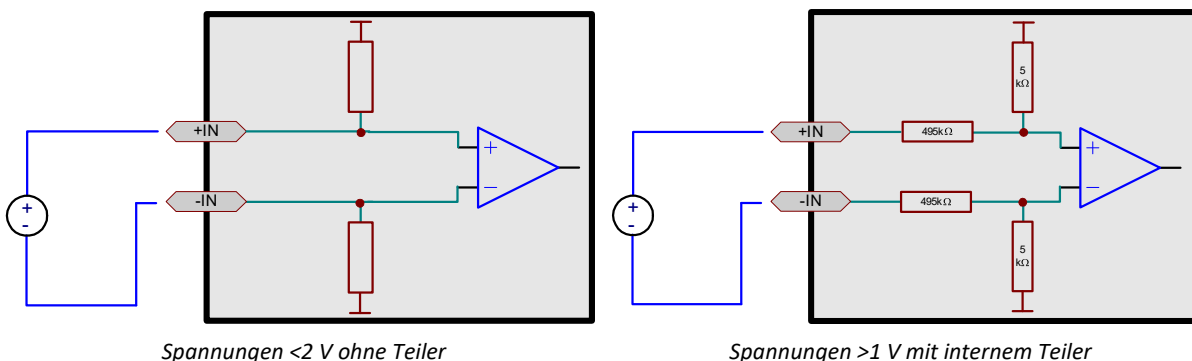 +IN
+
−
-IN
+
-
5
kΩ
+IN
495kΩ
+
−
-IN
495kΩ
+
-
5
kΩ
Spannungen <2 V ohne Teiler
Spannungen >1 V mit internem Teiler